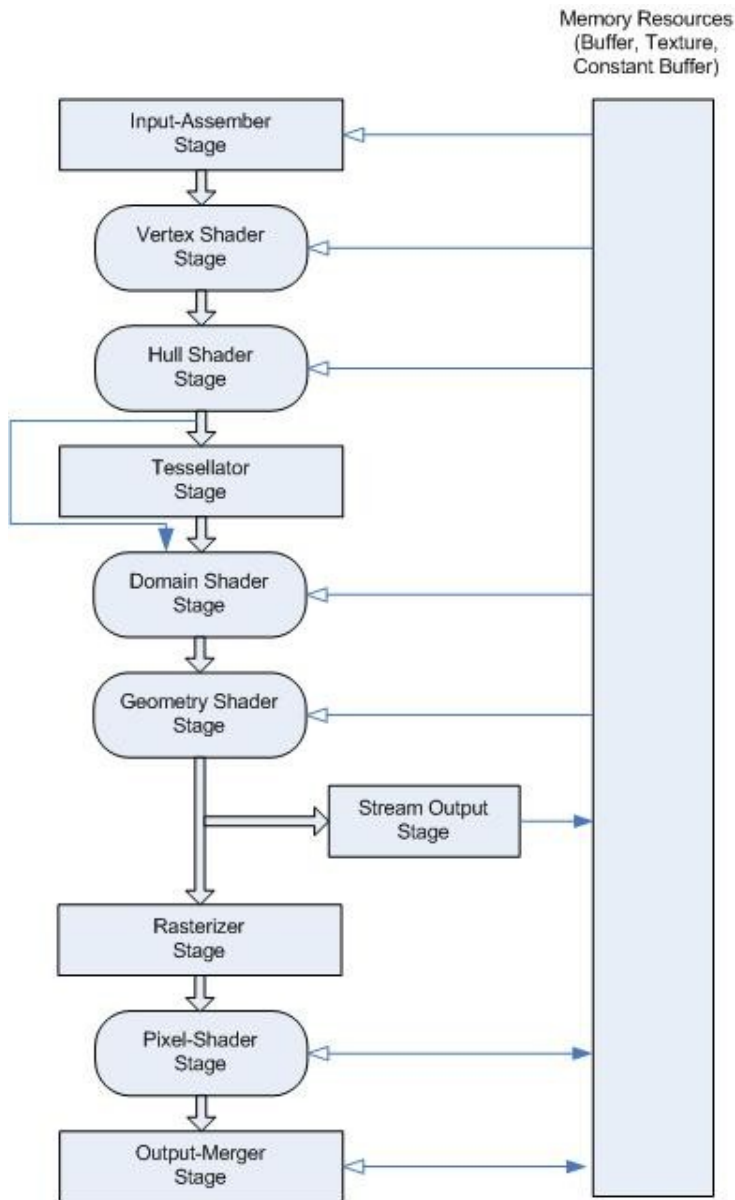 Memory Resources
(Buffer, Texture,
Constant Buffer)
Input-Assember
Stage
Vertex Shader
Stage
Hull Shader
Stage
Tessellator
Stage
Domain Shader
Stage
Geometry Shader
Stage
Stream Output
Stage
Rasterizer
Stage
Pixel-Shader
Stage
Output-Merger
Stage